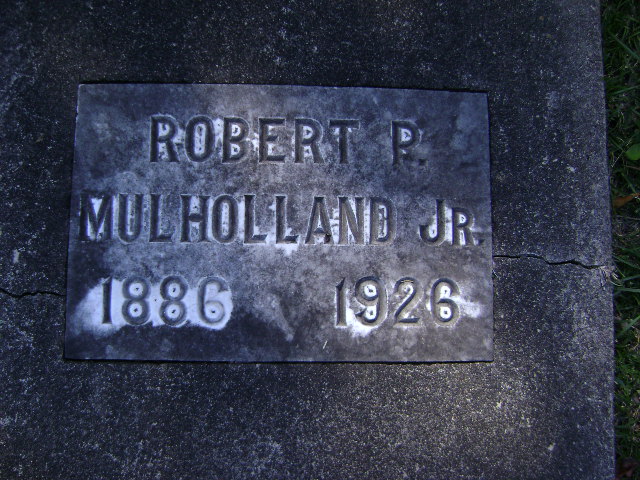 ROBERT P.
MULHOLLAND JR.
1886 1926